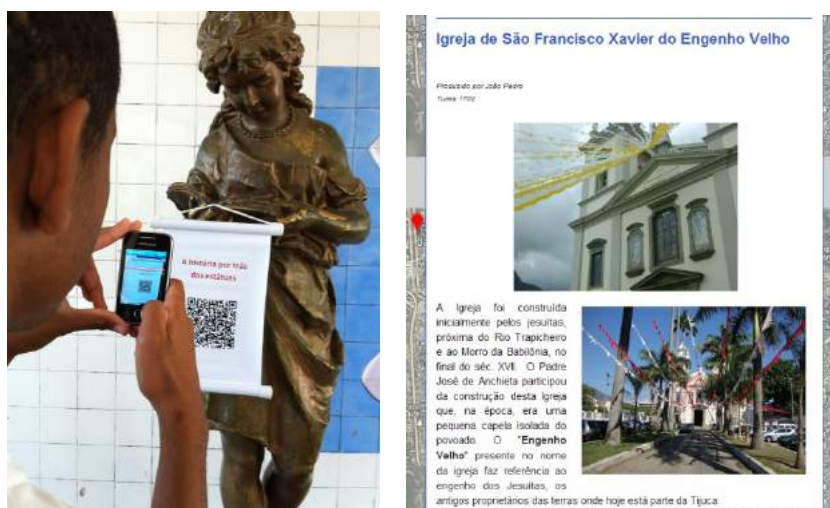 A história por trás
das estátuas
Igreja de São Francisco Xavier do Engenho Velho
Produzido por João Pedro
Turma 1702
A Igreja foi construída
inicialmente pelos jesuítas,
próxima do Rio Trapicheiro
e ao Morro da Babilônia, no
final do séc. XVII. O Padre
José de Anchieta participou
da construção desta Igreja
que, na época, era uma
pequena capela isolada do
povoado. O "Engenho
Velho" presente no nome
da igreja faz referência ao
engenho dos Jesuítas, os
antigos proprietários das terras onde hoje está parte da Tijuca.